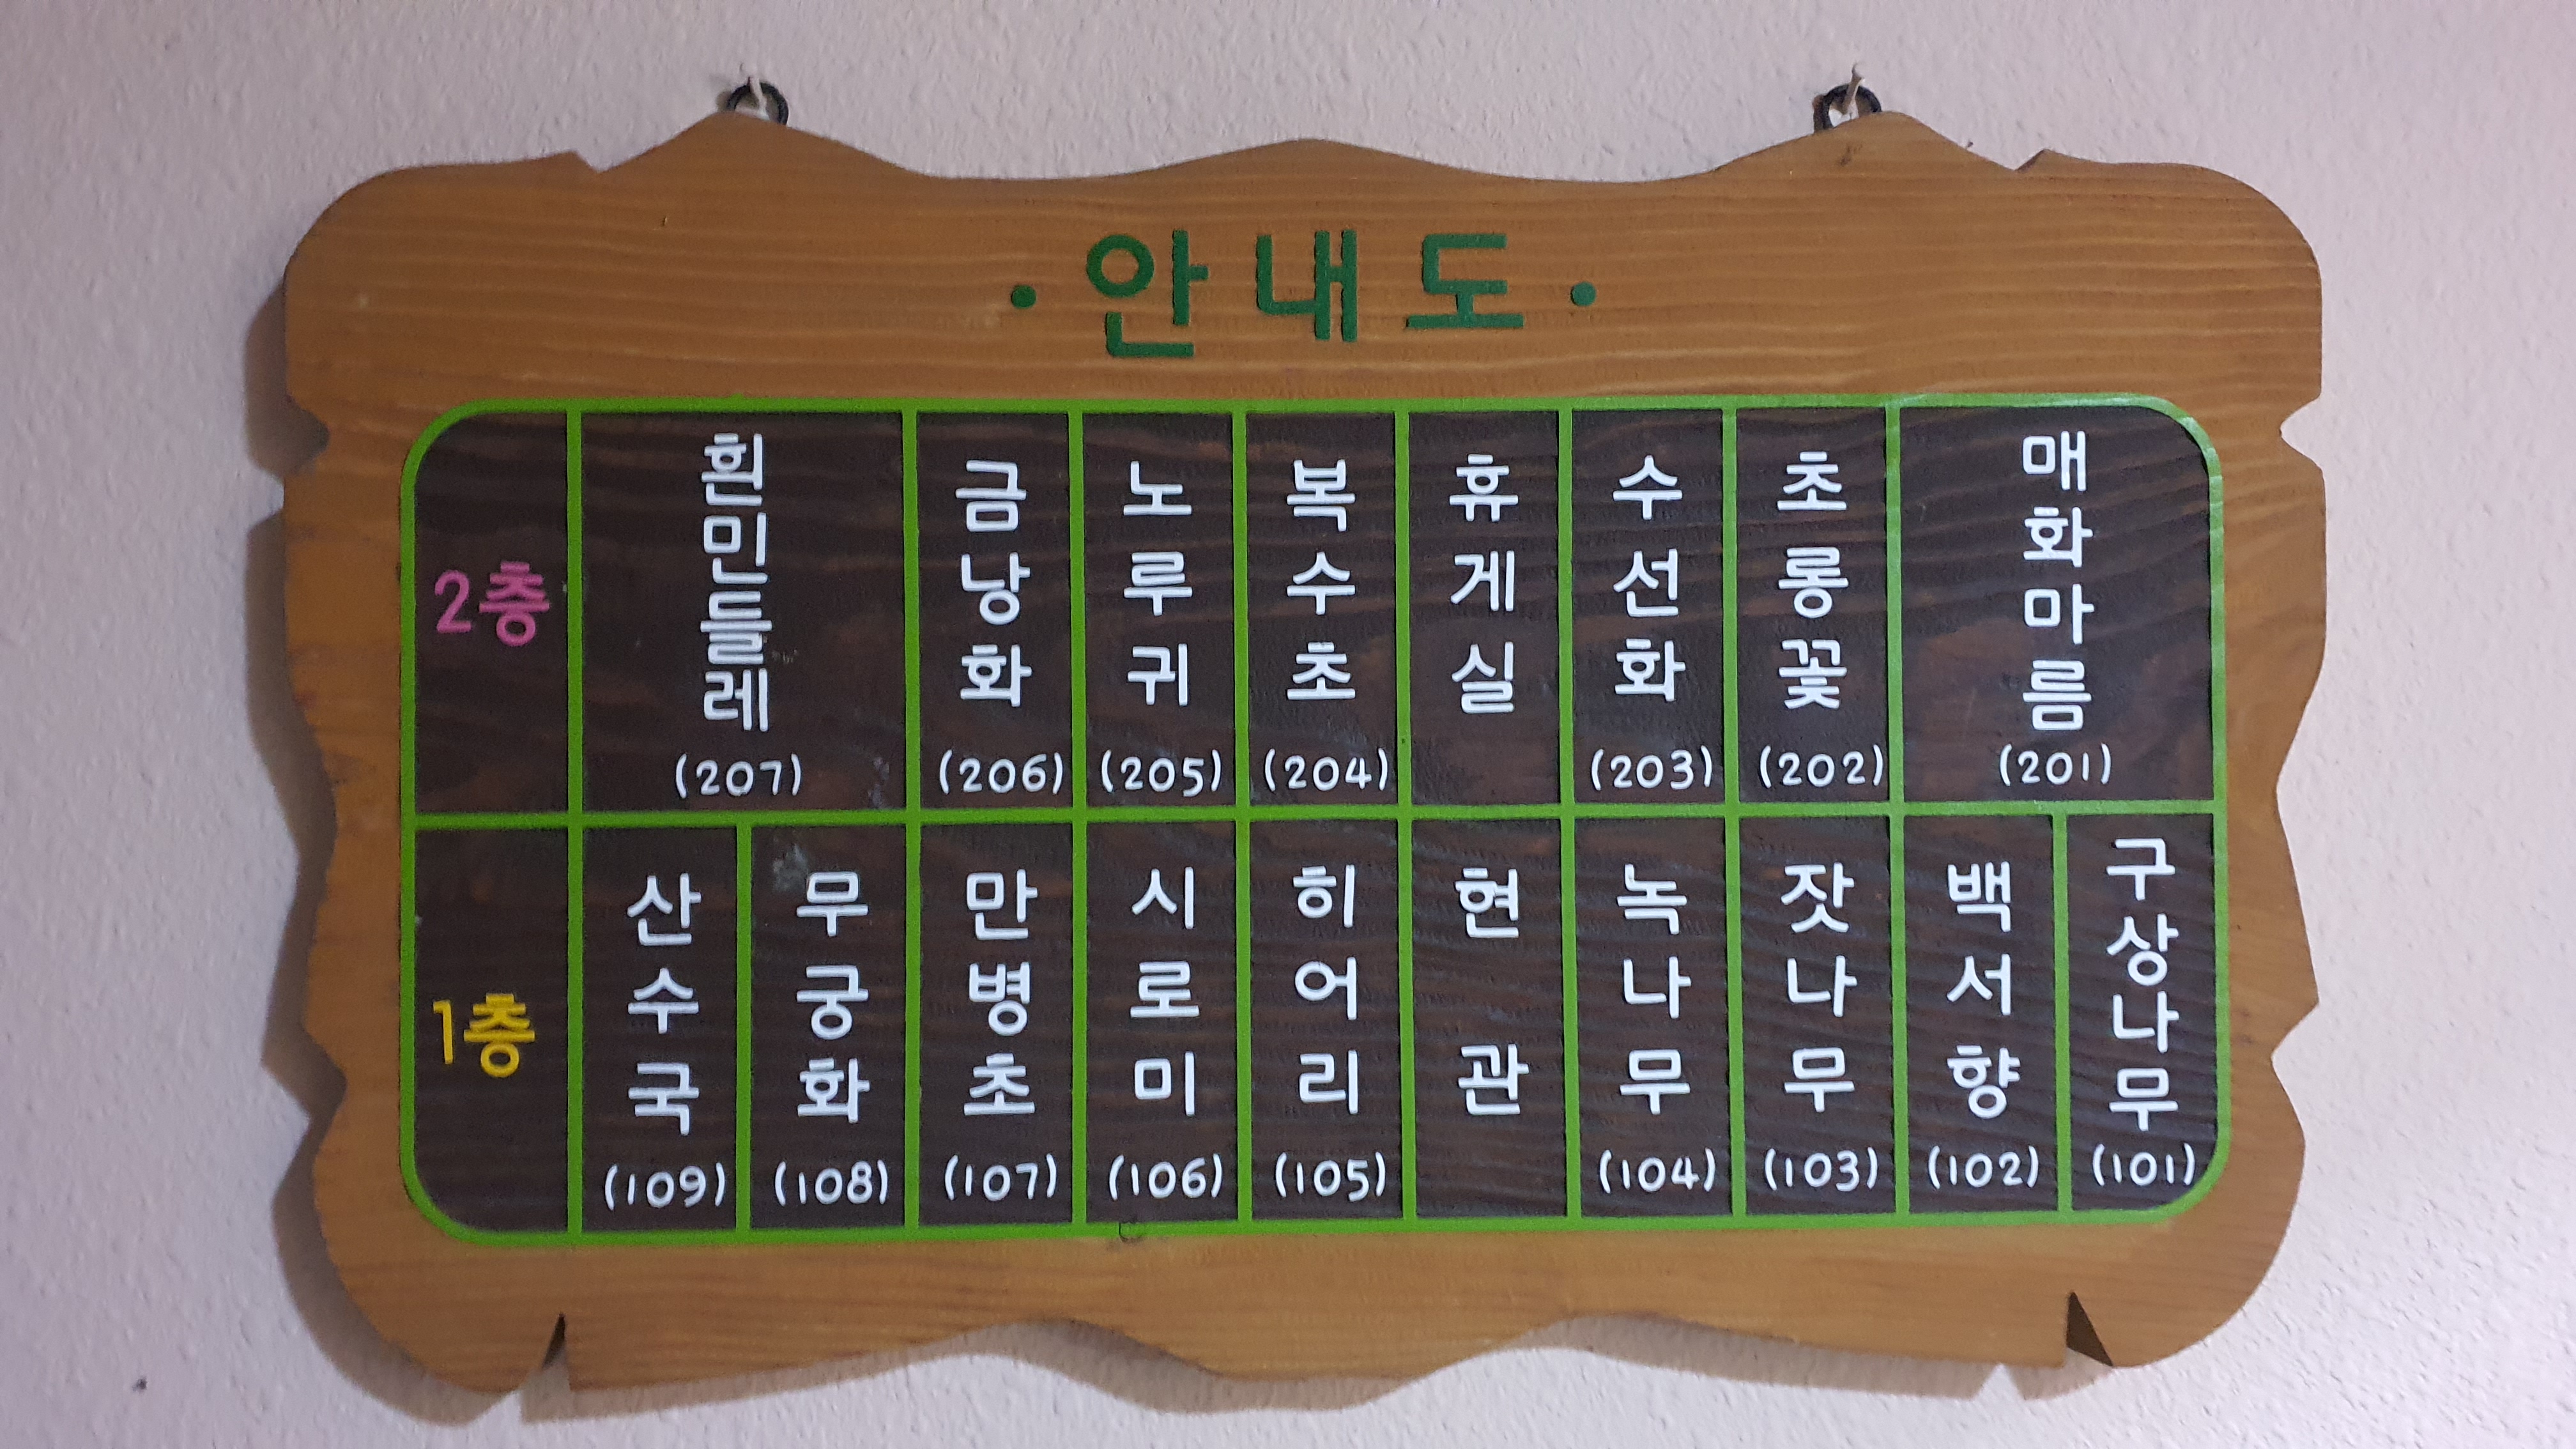 ·안내도·
2층
흰민들레
(207)
금낭화
(206)
노루귀
(205)
복수초
(204)
휴게실
수선화
(203)
초롱꽃
(202)
매화마름
(201)
1층
산수국
(109)
무궁화
(108)
만병초
(107)
시로미
(106)
히어리
(105)
현관
녹나무
(104)
잣나무
(103)
백서향
(102)
구상나무
(101)